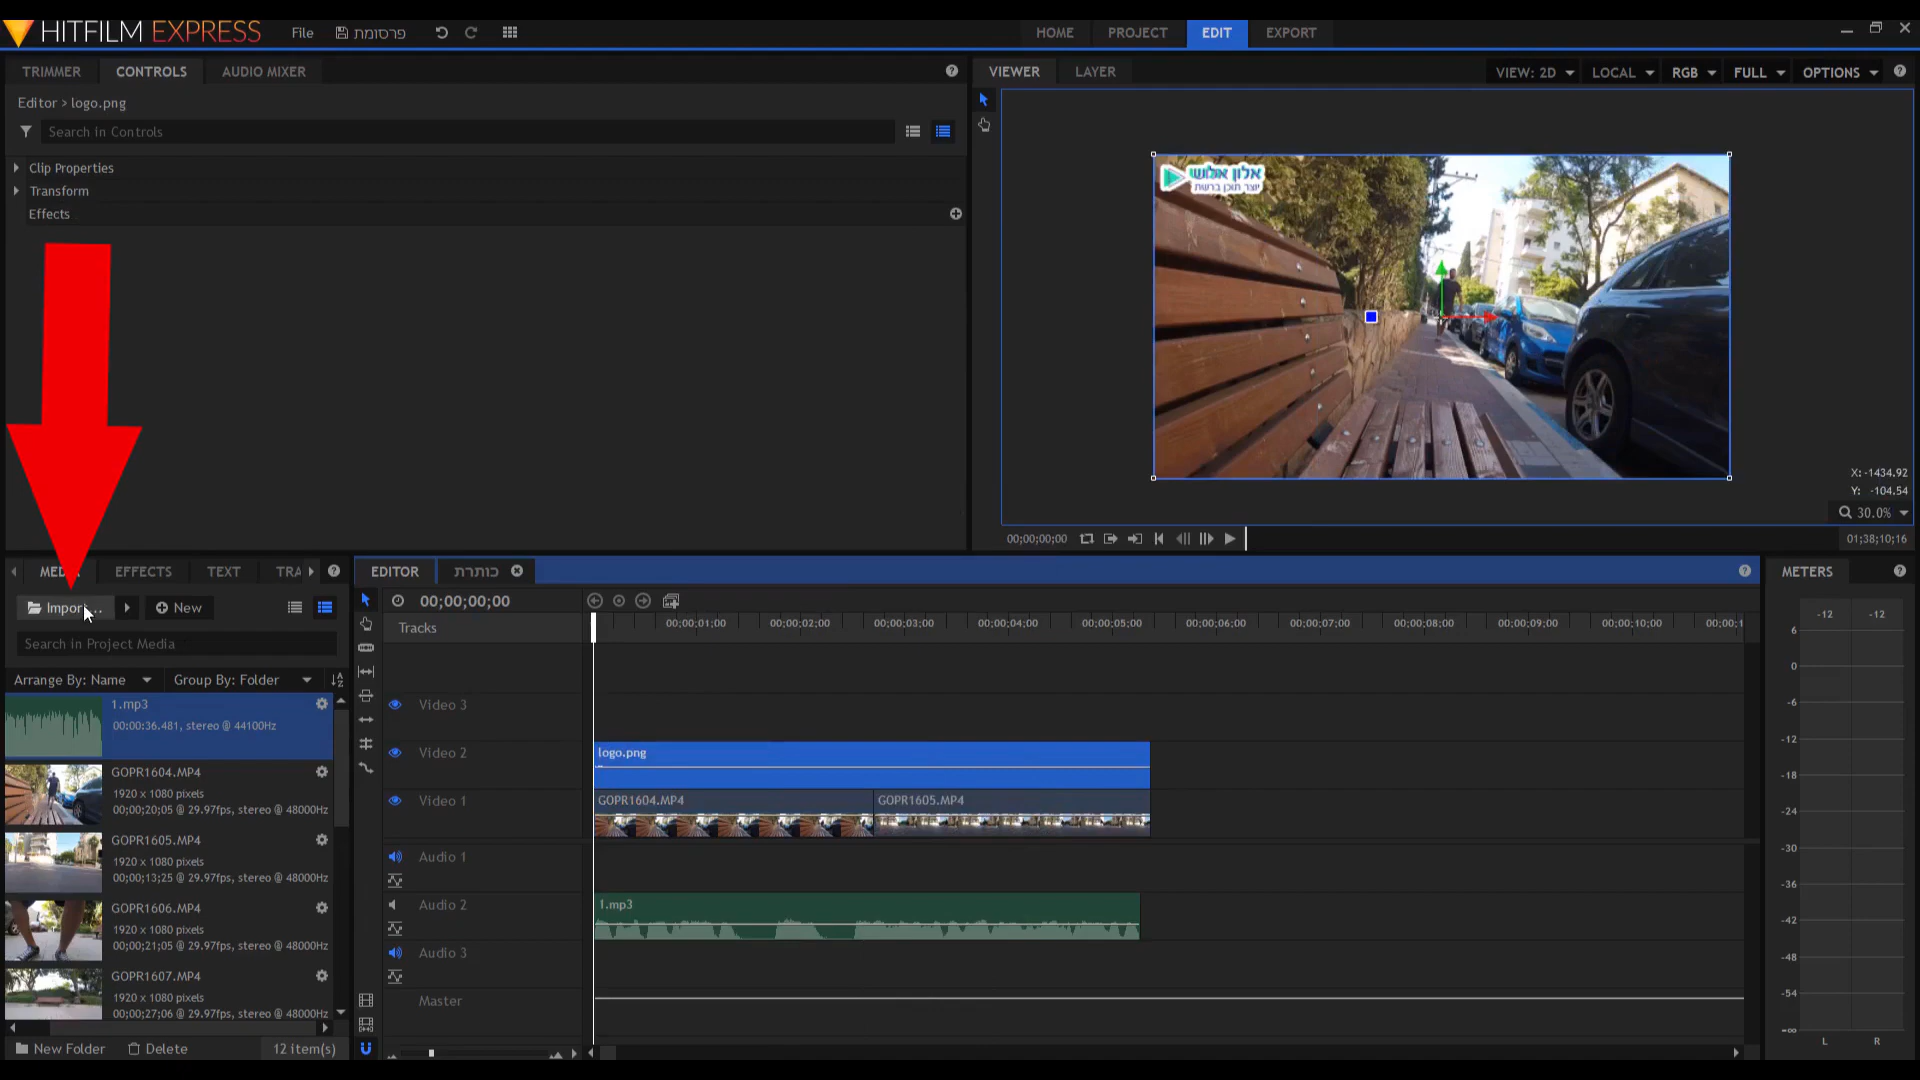 HITFILM EXPRESS
File
פרסומת
HOME
PROJECT
EDIT
EXPORT
TRIMMER
CONTROLS
AUDIO MIXER
VIEWER
LAYER
VIEW: 2D
LOCAL
RGB
FULL
OPTIONS
Editor > logo.png
Search in Controls
Clip Properties
Transform
Effects
אלון אלושי
יוצר תוכן ברשת
X: -1434.92
Y: -104.54
30.0%
00;00;00;00
01;38;10;16
EFFECTS
TEXT
TRA
EDITOR
כותרת
METERS
New
00;00;00;00
Search in Project Media
Tracks
00;00;01;00
00;00;02;00
00;00;03;00
00;00;04;00
00;00;05;00
00;00;06;00
00;00;07;00
00;00;08;00
00;00;09;00
00;00;10;00
00;00;1
Arrange By: Name
Group By: Folder
1.mp3
00:00:36.481, stereo @ 44100Hz
GOPR1604.MP4
1920 x 1080 pixels
00;00;20;05 @ 29.97fps, stereo @ 48000Hz
GOPR1605.MP4
1920 x 1080 pixels
00;00;13;25 @ 29.97fps, stereo @ 48000Hz
GOPR1606.MP4
1920 x 1080 pixels
00;00;21;05 @ 29.97fps, stereo @ 48000Hz
GOPR1607.MP4
1920 x 1080 pixels
00;00;27;06 @ 29.97fps, stereo @ 48000Hz
New Folder
Delete
12 item(s)
Video 3
Video 2
logo.png
Video 1
GOPR1604.MP4
GOPR1605.MP4
Audio 1
Audio 2
1.mp3
Audio 3
Master
-12
-12
6
0
-6
-12
-18
-24
-30
-36
-42
-48
-54
-∞
L
R